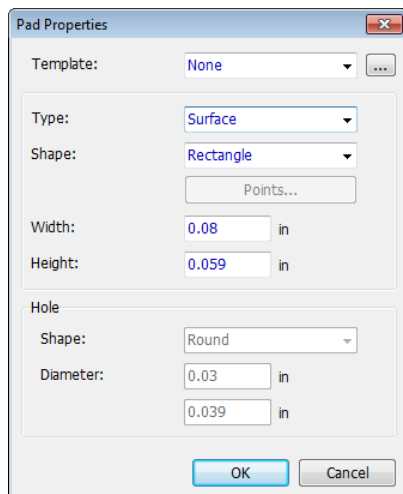 Pad Properties
Template: None ...
Type: Surface
Shape: Rectangle
Points...
Width: 0.08 in
Height: 0.059 in
Hole
Shape: Round
Diameter: 0.03 in
0.039 in
OK Cancel